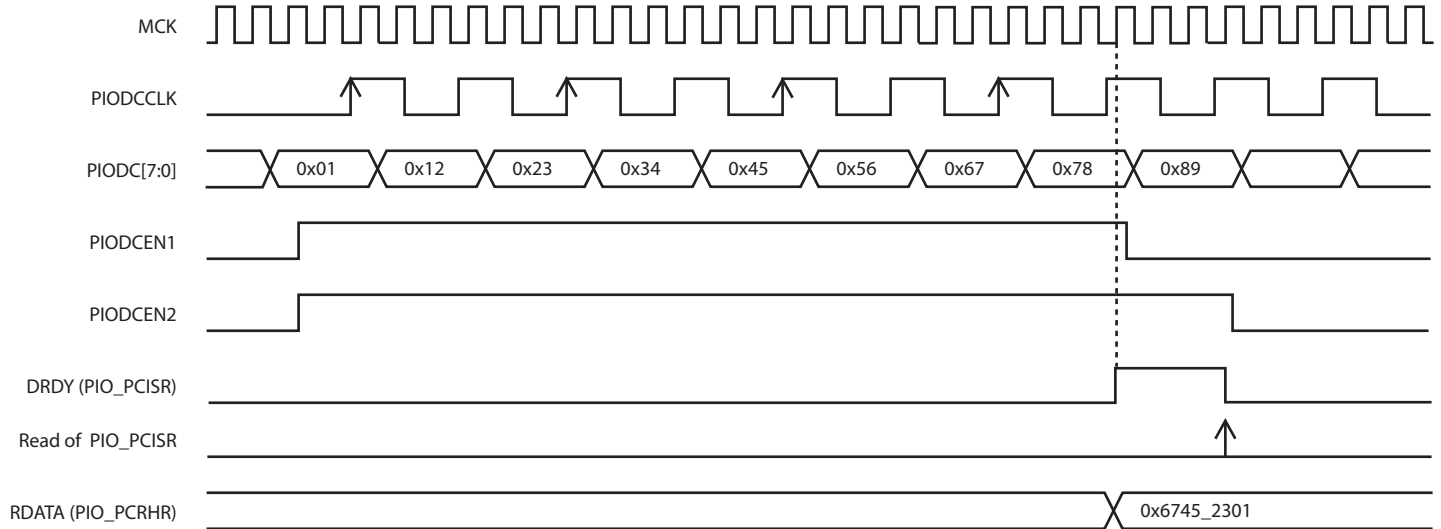 MCK
PIODCCLK
PIODC[7:0] 0x01 0x12 0x23 0x34 0x45 0x56 0x67 0x78 0x89
PIODCEN1
PIODCEN2
DRDY (PIO_PCISR)
Read of PIO_PCISR
RDATA (PIO_PCRHR) 0x6745_2301